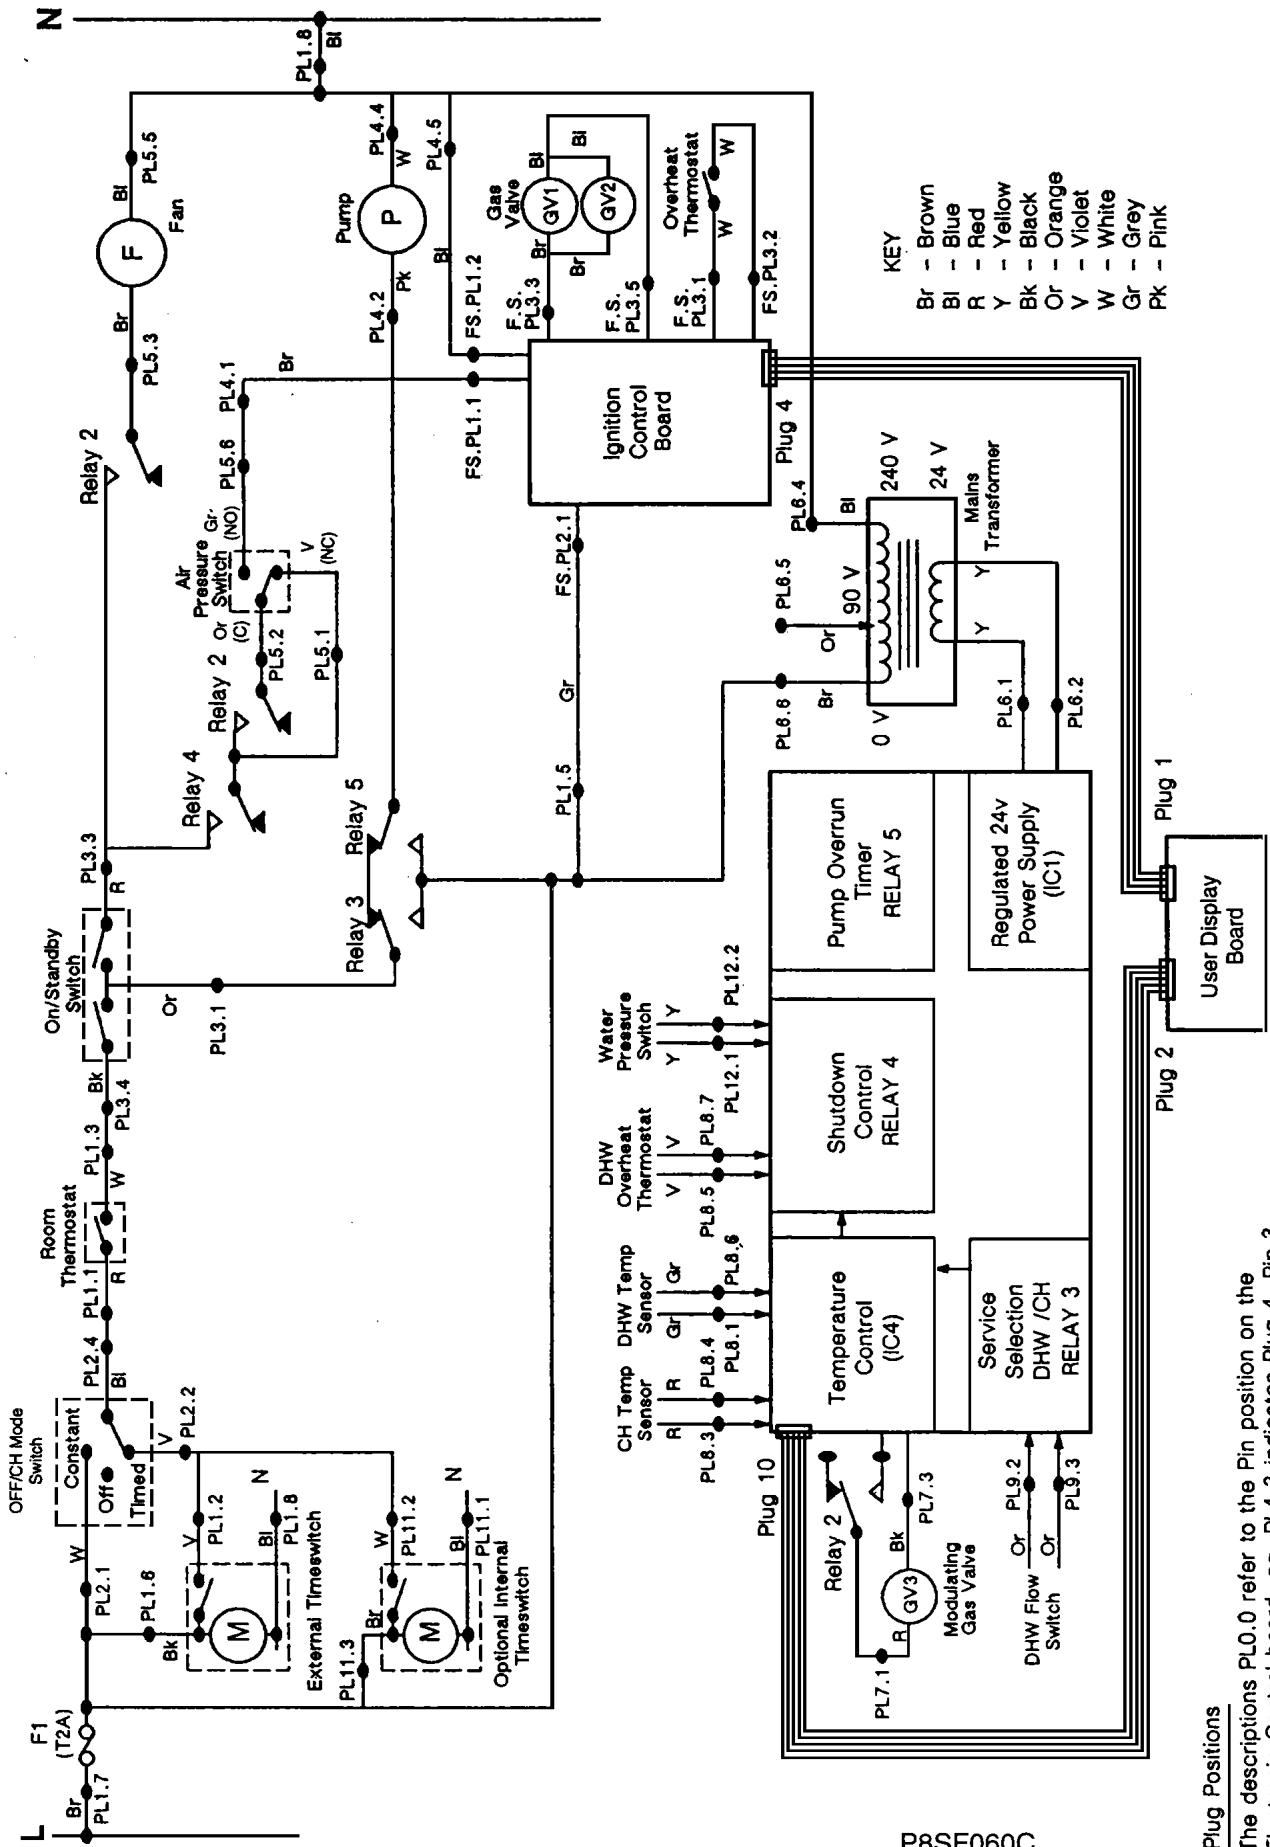 L
Br
PL1.7
F1
(T2A)
PL2.1
W
OFF/CH Mode
Switch
Constant
Off
Timed
Bl
PL2.4
PL1.1
R
Room
Thermostat
W
PL1.3
PL3.4
Bk
On/Standby
Switch
R
PL3.3
Or
PL3.1
Relay 2
PL5.3
Br
F
Fan
Bl
PL5.5
N
PL1.8
Bl
V
PL2.2
PL1.6
Bk
V
PL1.2
M
Bl
PL1.8
N
External Timeswitch
PL11.3
Br
W
PL11.2
M
Bl
PL11.1
N
Optional Internal
Timeswitch
Relay 4
Relay 2
Or
(C)
PL5.2
PL5.1
Air
Pressure
Switch
Gr
(NO)
V
(NC)
PL5.6
PL4.1
Br
Relay 3
Relay 5
PL4.2
Pk
Pump
P
W
PL4.4
PL4.5
Bl
FS.PL1.1
FS.PL1.2
PL1.5
Gr
FS.PL2.1
Ignition
Control
Board
Plug 4
F.S.
PL3.3
Br
Br
Gas
Valve
GV1
GV2
Bl
Bl
F.S.
PL3.5
F.S.
PL3.1
W
W
Overheat
Thermostat
FS.PL3.2
PL6.6
Br
PL6.5
Or
PL6.4
Bl
0 V
90 V
240 V
24 V
Mains
Transformer
Y
Y
PL6.1
PL6.2
KEY
Br – Brown
Bl – Blue
R – Red
Y – Yellow
Bk – Black
Or – Orange
V – Violet
W – White
Gr – Grey
Pk – Pink
CH Temp
Sensor
R
R
PL8.3
PL8.4
DHW Temp
Sensor
Gr
Gr
PL8.1
PL8.6
DHW
Overheat
Thermostat
V
V
PL8.5
PL8.7
Water
Pressure
Switch
Y
Y
PL12.1
PL12.2
Plug 10
Temperature
Control
(IC4)
Shutdown
Control
RELAY 4
Pump Overrun
Timer
RELAY 5
Service
Selection
DHW /CH
RELAY 3
Regulated 24v
Power Supply
(IC1)
Relay 2
PL7.1
R
GV3
Bk
PL7.3
Modulating
Gas Valve
DHW Flow
Switch
Or
Or
PL9.2
PL9.3
Plug 2
Plug 1
User Display
Board
Plug Positions
The descriptions PL0.0 refer to the Pin position on the
P8SE060C